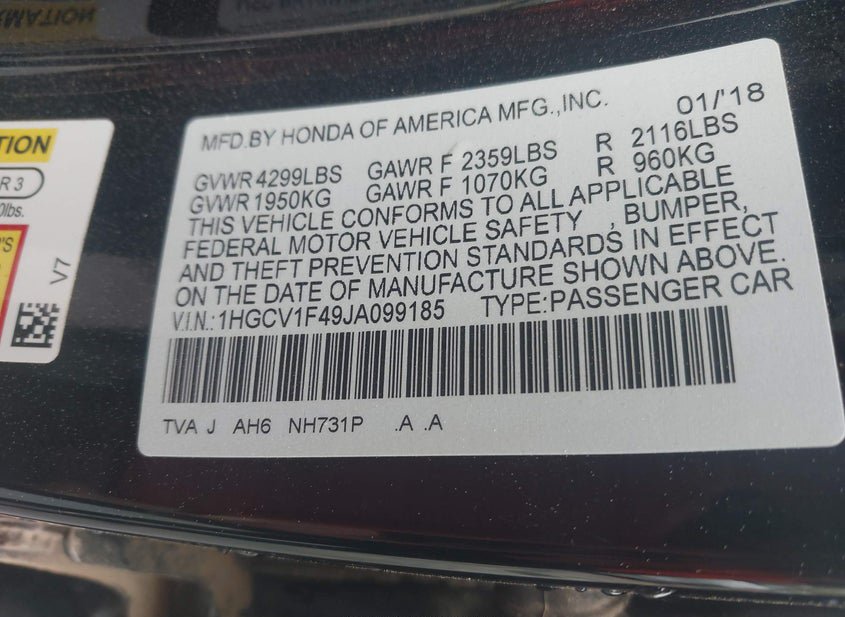 TION
R 3
0lbs.
'S
V7
MFD.BY HONDA OF AMERICA MFG.,INC. 01/'18
GVWR 4299LBS GAWR F 2359LBS R 2116LBS
GVWR 1950KG GAWR F 1070KG R 960KG
THIS VEHICLE CONFORMS TO ALL APPLICABLE
FEDERAL MOTOR VEHICLE SAFETY , BUMPER,
AND THEFT PREVENTION STANDARDS IN EFFECT
ON THE DATE OF MANUFACTURE SHOWN ABOVE.
V.I.N.: 1HGCV1F49JA099185 TYPE:PASSENGER CAR
TVA J AH6 NH731P .A .A